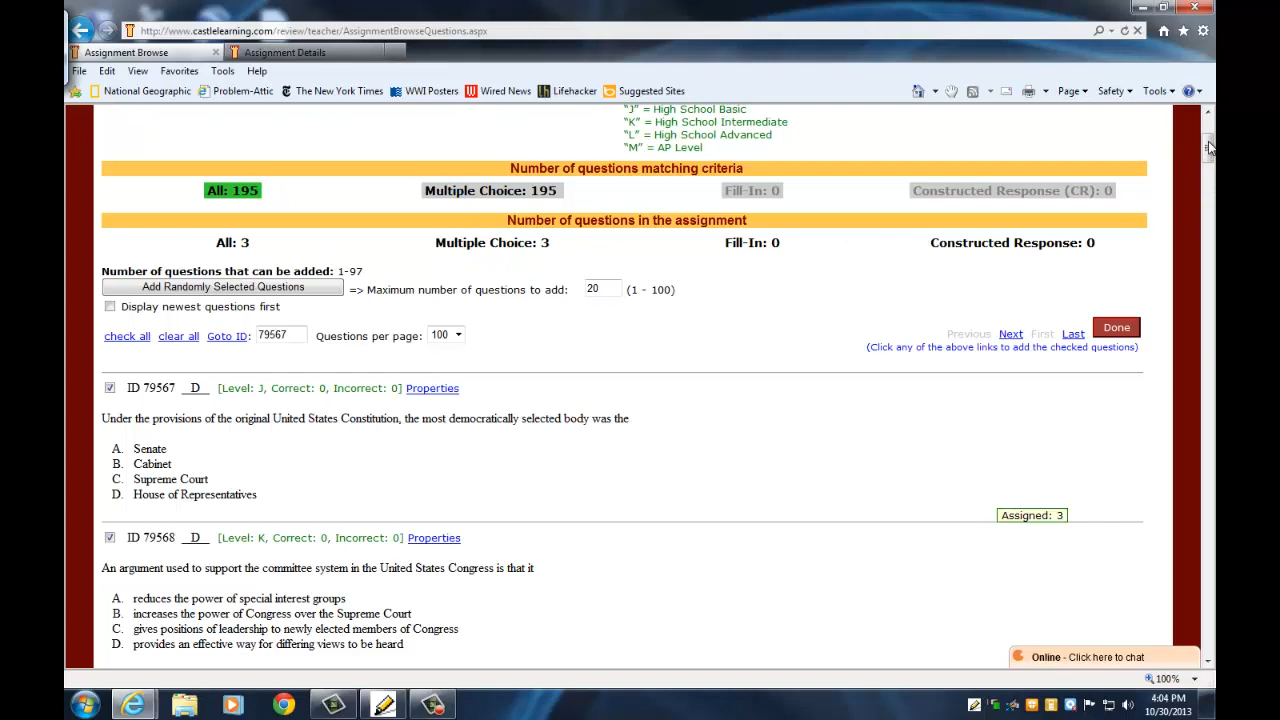 http://www.castlelearning.com/review/teacher/AssignmentBrowseQuestions.aspx
Assignment Browse
Assignment Details
File Edit View Favorites Tools Help
National Geographic Problem-Attic The New York Times WWI Posters Wired News Lifehacker Suggested Sites Page Safety Tools
"J" = High School Basic
"K" = High School Intermediate
"L" = High School Advanced
"M" = AP Level
Number of questions matching criteria
All: 195 Multiple Choice: 195 Fill-In: 0 Constructed Response (CR): 0
Number of questions in the assignment
All: 3 Multiple Choice: 3 Fill-In: 0 Constructed Response: 0
Number of questions that can be added: 1-97
Add Randomly Selected Questions => Maximum number of questions to add: 20 (1 - 100)
Display newest questions first
check all clear all Goto ID: 79567 Questions per page: 100 Previous Next First Last Done
(Click any of the above links to add the checked questions)
ID 79567 D [Level: J, Correct: 0, Incorrect: 0] Properties
Under the provisions of the original United States Constitution, the most democratically selected body was the
A. Senate
B. Cabinet
C. Supreme Court
D. House of Representatives
Assigned: 3
ID 79568 D [Level: K, Correct: 0, Incorrect: 0] Properties
An argument used to support the committee system in the United States Congress is that it
A. reduces the power of special interest groups
B. increases the power of Congress over the Supreme Court
C. gives positions of leadership to newly elected members of Congress
D. provides an effective way for differing views to be heard
Online - Click here to chat
100%
4:04 PM
10/30/2013